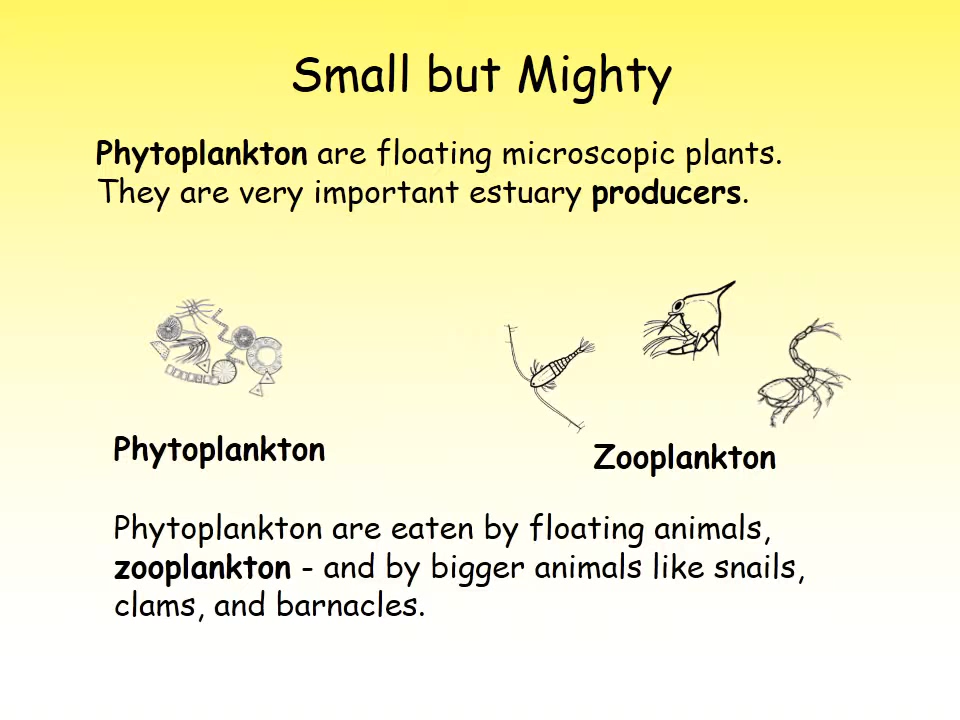 Small but Mighty
Phytoplankton are floating microscopic plants.
They are very important estuary producers.
Phytoplankton
Zooplankton
Phytoplankton are eaten by floating animals,
zooplankton - and by bigger animals like snails,
clams, and barnacles.